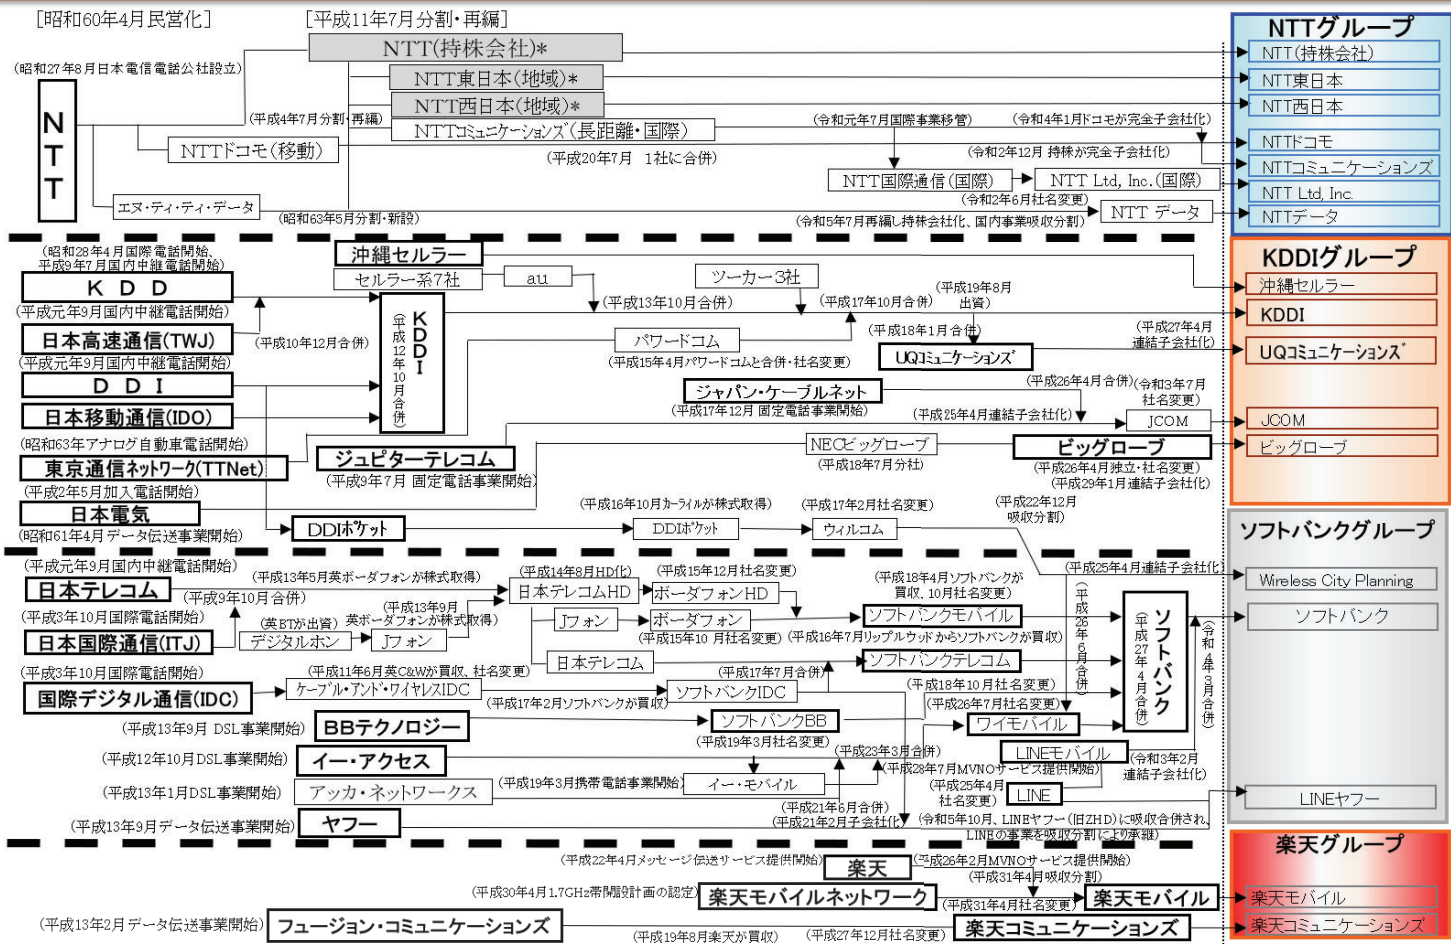 [昭和60年4月民営化]
[平成11年7月分割・再編]
NTTグループ
NTT(持株会社)*
NTT(持株会社)
(昭和27年8月日本電信電話公社設立)
NTT東日本(地域)*
NTT東日本
NTT西日本(地域)*
NTT西日本
NTT
(平成4年7月分割・再編)
NTTコミュニケーションズ(長距離・国際)
(令和元年7月国際事業移管)
(令和4年1月ドコモが完全子会社化)
NTTドコモ(移動)
(平成20年7月 1社に合併)
(令和2年12月 持株が完全子会社化)
NTTドコモ
NTTコミュニケーションズ
NTT国際通信(国際)
NTT Ltd, Inc.(国際)
NTT Ltd, Inc.
(令和2年6月社名変更)
エヌ・ティ・ティ・データ
(昭和63年5月分割・新設)
NTT データ
NTTデータ
(令和5年7月再編し持株会社化、国内事業吸収分割)
(昭和28年4月国際電話開始、
平成9年7月国内中継電話開始)
沖縄セルラー
KDDIグループ
セルラー系7社
au
ツーカー3社
沖縄セルラー
KDD
(平成元年9月国内中継電話開始)
KDDI
(平成12年10月合併)
(平成13年10月合併)
(平成17年10月合併)
(平成19年8月
出資)
KDDI
日本高速通信(TWJ)
(平成10年12月合併)
パワードコム
(平成15年4月パワードコムと合併・社名変更)
(平成18年1月合併)
(平成27年4月
連結子会社化)
UQコミュニケーションズ
UQコミュニケーションズ
(平成元年9月国内中継電話開始)
DDI
ジャパン・ケーブルネット
(平成17年12月 固定電話事業開始)
(平成26年4月合併)
(令和3年7月
社名変更)
日本移動通信(IDO)
(平成25年4月連結子会社化)
JCOM
JCOM
(昭和63年アナログ自動車電話開始)
NECビッグローブ
(平成18年7月分社)
ビッグローブ
ビッグローブ
東京通信ネットワーク(TTNet)
ジュピターテレコム
(平成9年7月 固定電話事業開始)
(平成26年4月独立・社名変更)
(平成29年1月連結子会社化)
(平成2年5月加入電話開始)
日本電気
(昭和61年4月データ伝送事業開始)
(平成16年10月カーライルが株式取得)
(平成17年2月社名変更)
(平成22年12月
吸収分割)
DDIポケット
DDIポケット
ウィルコム
ソフトバンクグループ
(平成元年9月国内中継電話開始)
(平成25年4月連結子会社化)
日本テレコム
(平成13年5月英ボーダフォンが株式取得)
(平成14年8月HD化)
(平成15年12月社名変更)
(平成18年4月ソフトバンクが
買収、10月社名変更)
Wireless City Planning
(平成9年10月合併)
日本テレコムHD
ボーダフォンHD
(平成3年10月国際電話開始)
(英BTが出資)
(平成13年9月
英ボーダフォンが株式取得)
Jフォン
ボーダフォン
ソフトバンクモバイル
(平成26年6月合併)
ソフトバンク
(平成27年4月合併)
(令和4年3月合併)
ソフトバンク
日本国際通信(ITJ)
デジタルホン
Jフォン
(平成15年10月社名変更)
(平成16年7月リップルウッドからソフトバンクが買収)
(平成3年10月国際電話開始)
(平成11年6月英C&Wが買収、社名変更)
日本テレコム
(平成17年7月合併)
ソフトバンクテレコム
国際デジタル通信(IDC)
ケーブル・アンド・ワイヤレスIDC
(平成17年2月ソフトバンクが買収)
ソフトバンクIDC
(平成18年10月社名変更)
(平成26年7月社名変更)
(平成13年9月 DSL事業開始)
BBテクノロジー
ソフトバンクBB
(平成19年3月社名変更)
ワイモバイル
(平成12年10月DSL事業開始)
イー・アクセス
(平成23年3月合併)
LINEモバイル
(令和3年2月
連結子会社化)
(平成28年7月MVNOサービス提供開始)
(平成13年1月DSL事業開始)
アッカ・ネットワークス
(平成19年3月携帯電話事業開始)
イー・モバイル
(平成25年4月
社名変更)
LINE
LINEヤフー
(平成21年6月合併)
(平成21年2月子会社化)
(平成13年9月データ伝送事業開始)
ヤフー
(令和5年10月、LINEヤフー(旧ZHD)に吸収合併され、
LINEの事業を吸収分割により承継)
楽天グループ
(平成22年4月メッセージ伝送サービス提供開始)
楽天
(平成26年2月MVNOサービス提供開始)
(平成31年4月吸収分割)
(平成30年4月1.7GHz帯開設計画の認定)
楽天モバイルネットワーク
(平成31年4月社名変更)
楽天モバイル
楽天モバイル
(平成13年2月データ伝送事業開始)
フュージョン・コミュニケーションズ
(平成19年8月楽天が買収)
(平成27年12月社名変更)
楽天コミュニケーションズ
楽天コミュニケーションズ